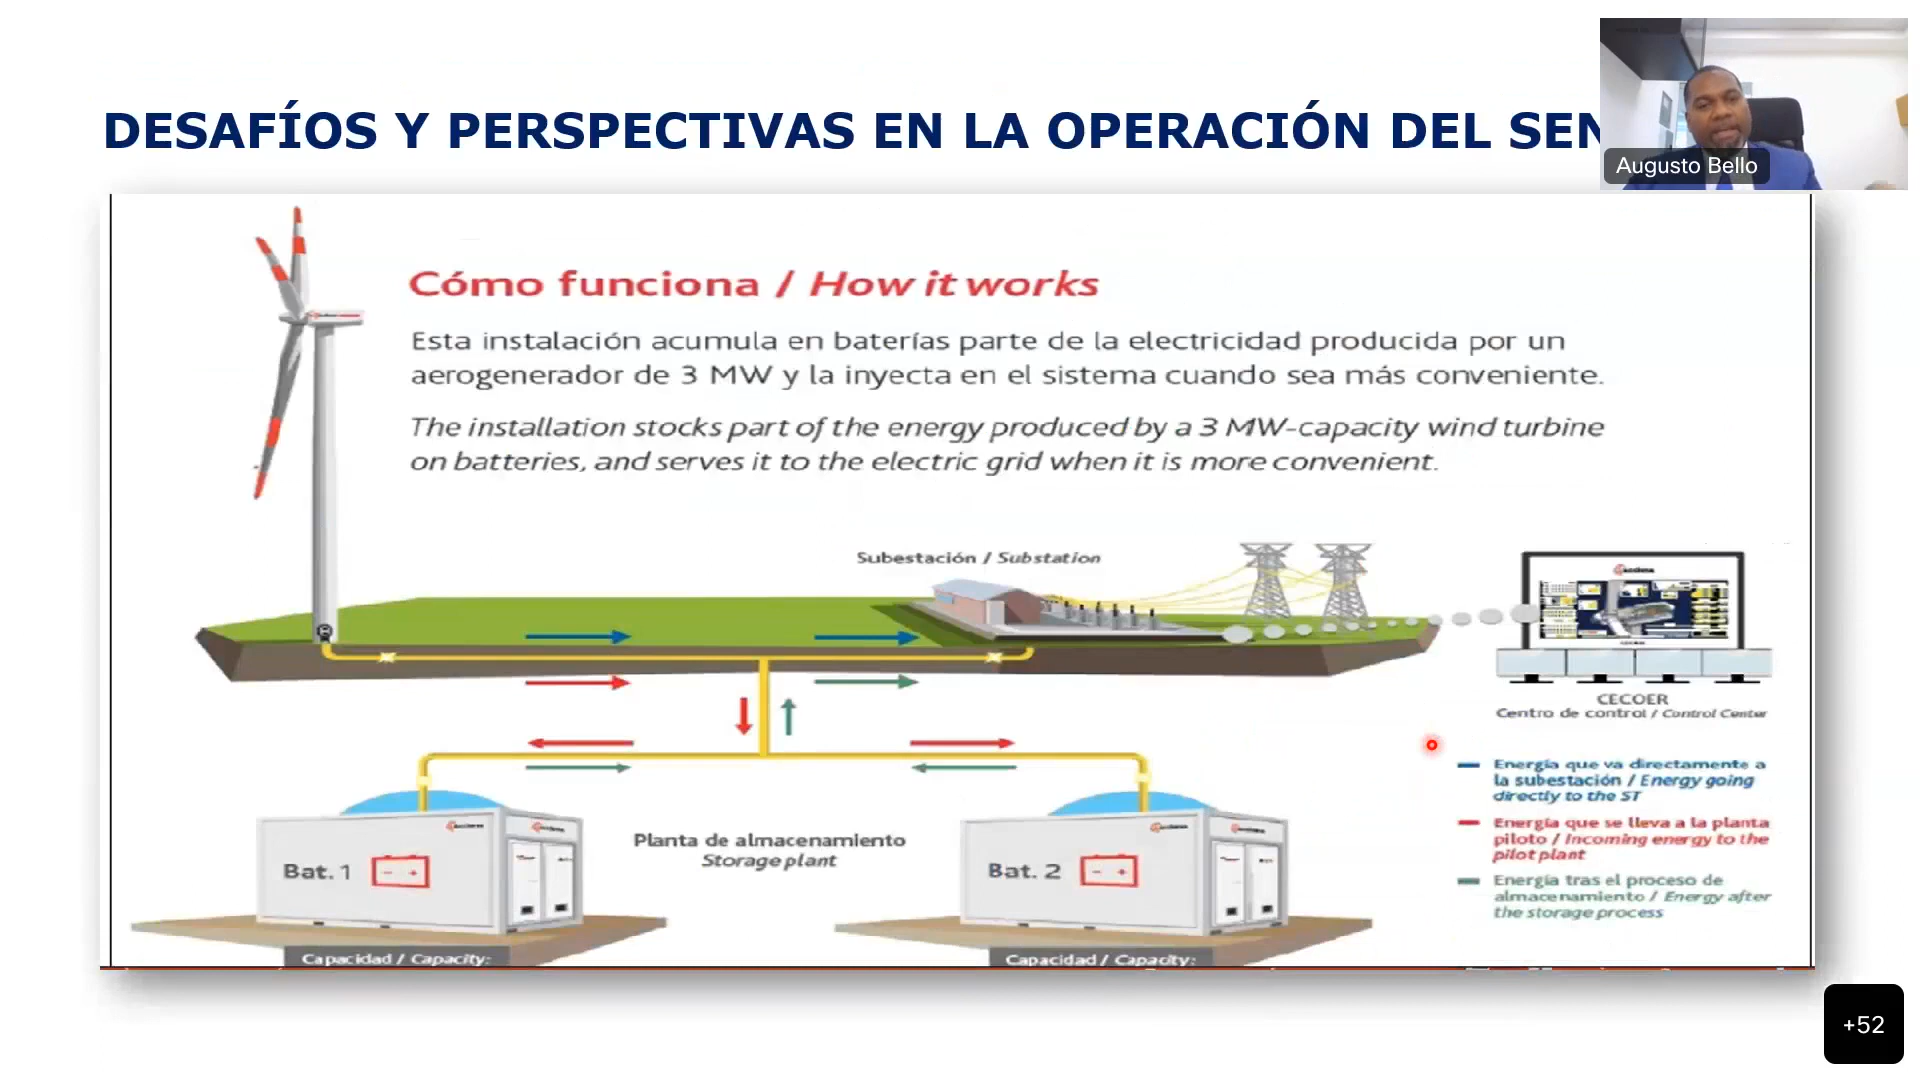 DESAFÍOS Y PERSPECTIVAS EN LA OPERACIÓN DEL SEN
Augusto Bello
Cómo funciona / How it works
Esta instalación acumula en baterías parte de la electricidad producida por un
aerogenerador de 3 MW y la inyecta en el sistema cuando sea más conveniente.
The installation stocks part of the energy produced by a 3 MW-capacity wind turbine
on batteries, and serves it to the electric grid when it is more convenient.
Subestación / Substation
CECOER
Centro de control / Control Center
Energía que va directamente a
la subestación / Energy going
directly to the ST
Energía que se lleva a la planta
piloto / Incoming energy to the
pilot plant
Energía tras el proceso de
almacenamiento / Energy after
the storage process
Planta de almacenamiento
Storage plant
Bat. 1
- +
Bat. 2
- +
Capacidad / Capacity:
Capacidad / Capacity:
+52